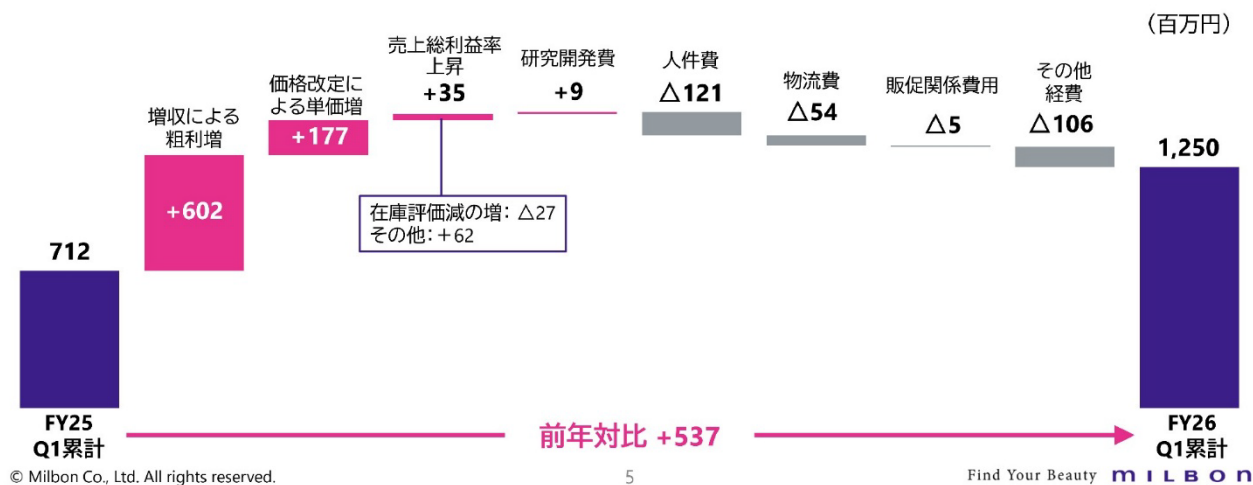 （百万円）
712
増収による
粗利増
+602
価格改定に
よる単価増
+177
売上総利益率
上昇
+35
在庫評価減の増：△27
その他：＋62
研究開発費
+9
人件費
△121
物流費
△54
販促関係費用
△5
その他
経費
△106
1,250
FY25
Q1累計
前年対比 +537
FY26
Q1累計
© Milbon Co., Ltd. All rights reserved.
5
Find Your Beauty MILBON